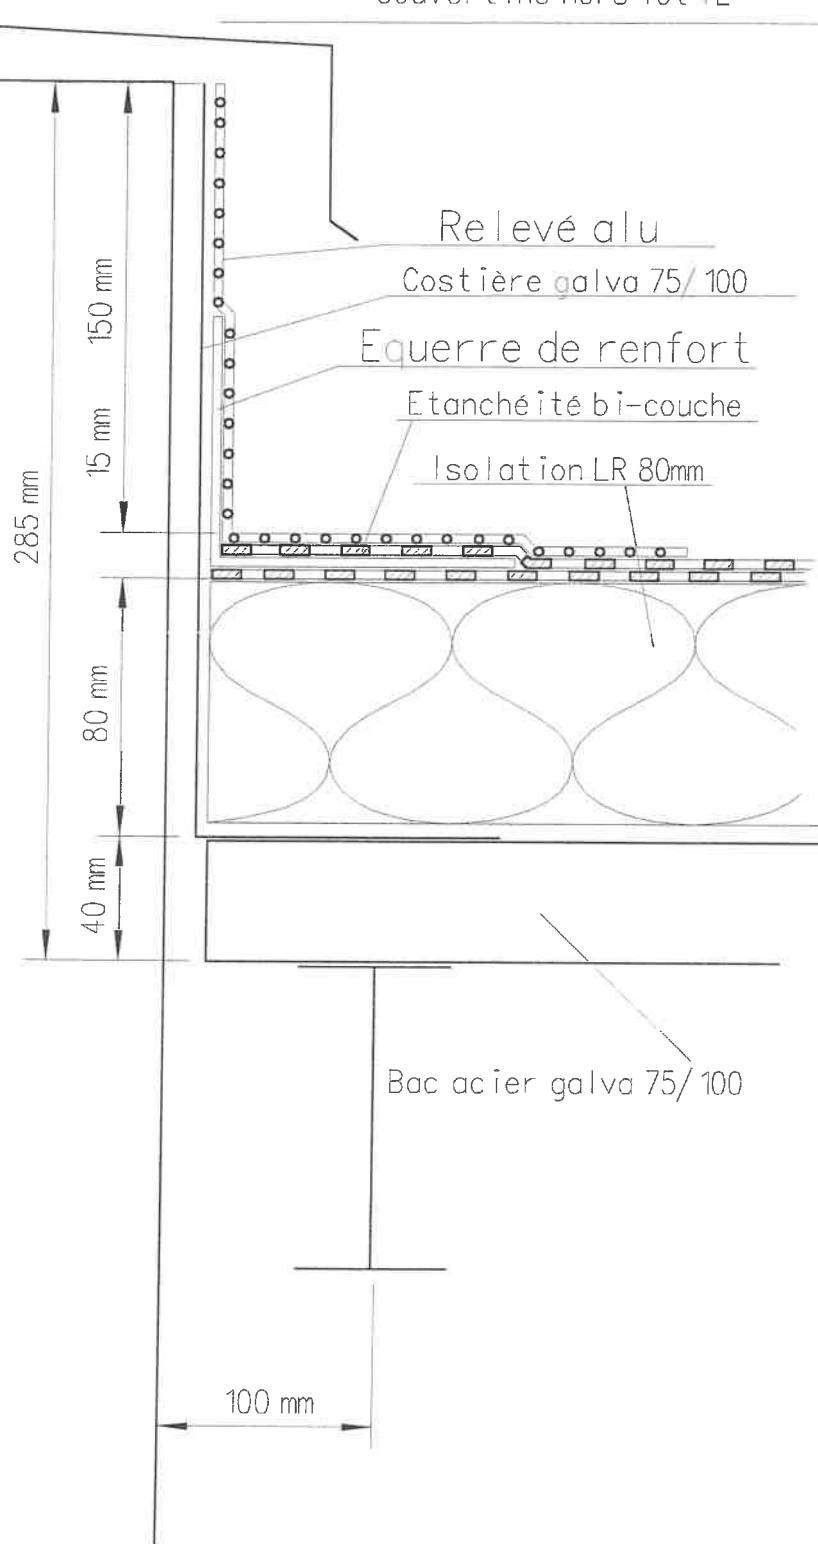 Relevé alu
Costière galva 75/100
Equerre de renfort
Etanchéité bi-couche
Isolation LR 80mm
150 mm
15 mm
285 mm
80 mm
40 mm
Bac acier galva 75/100
100 mm